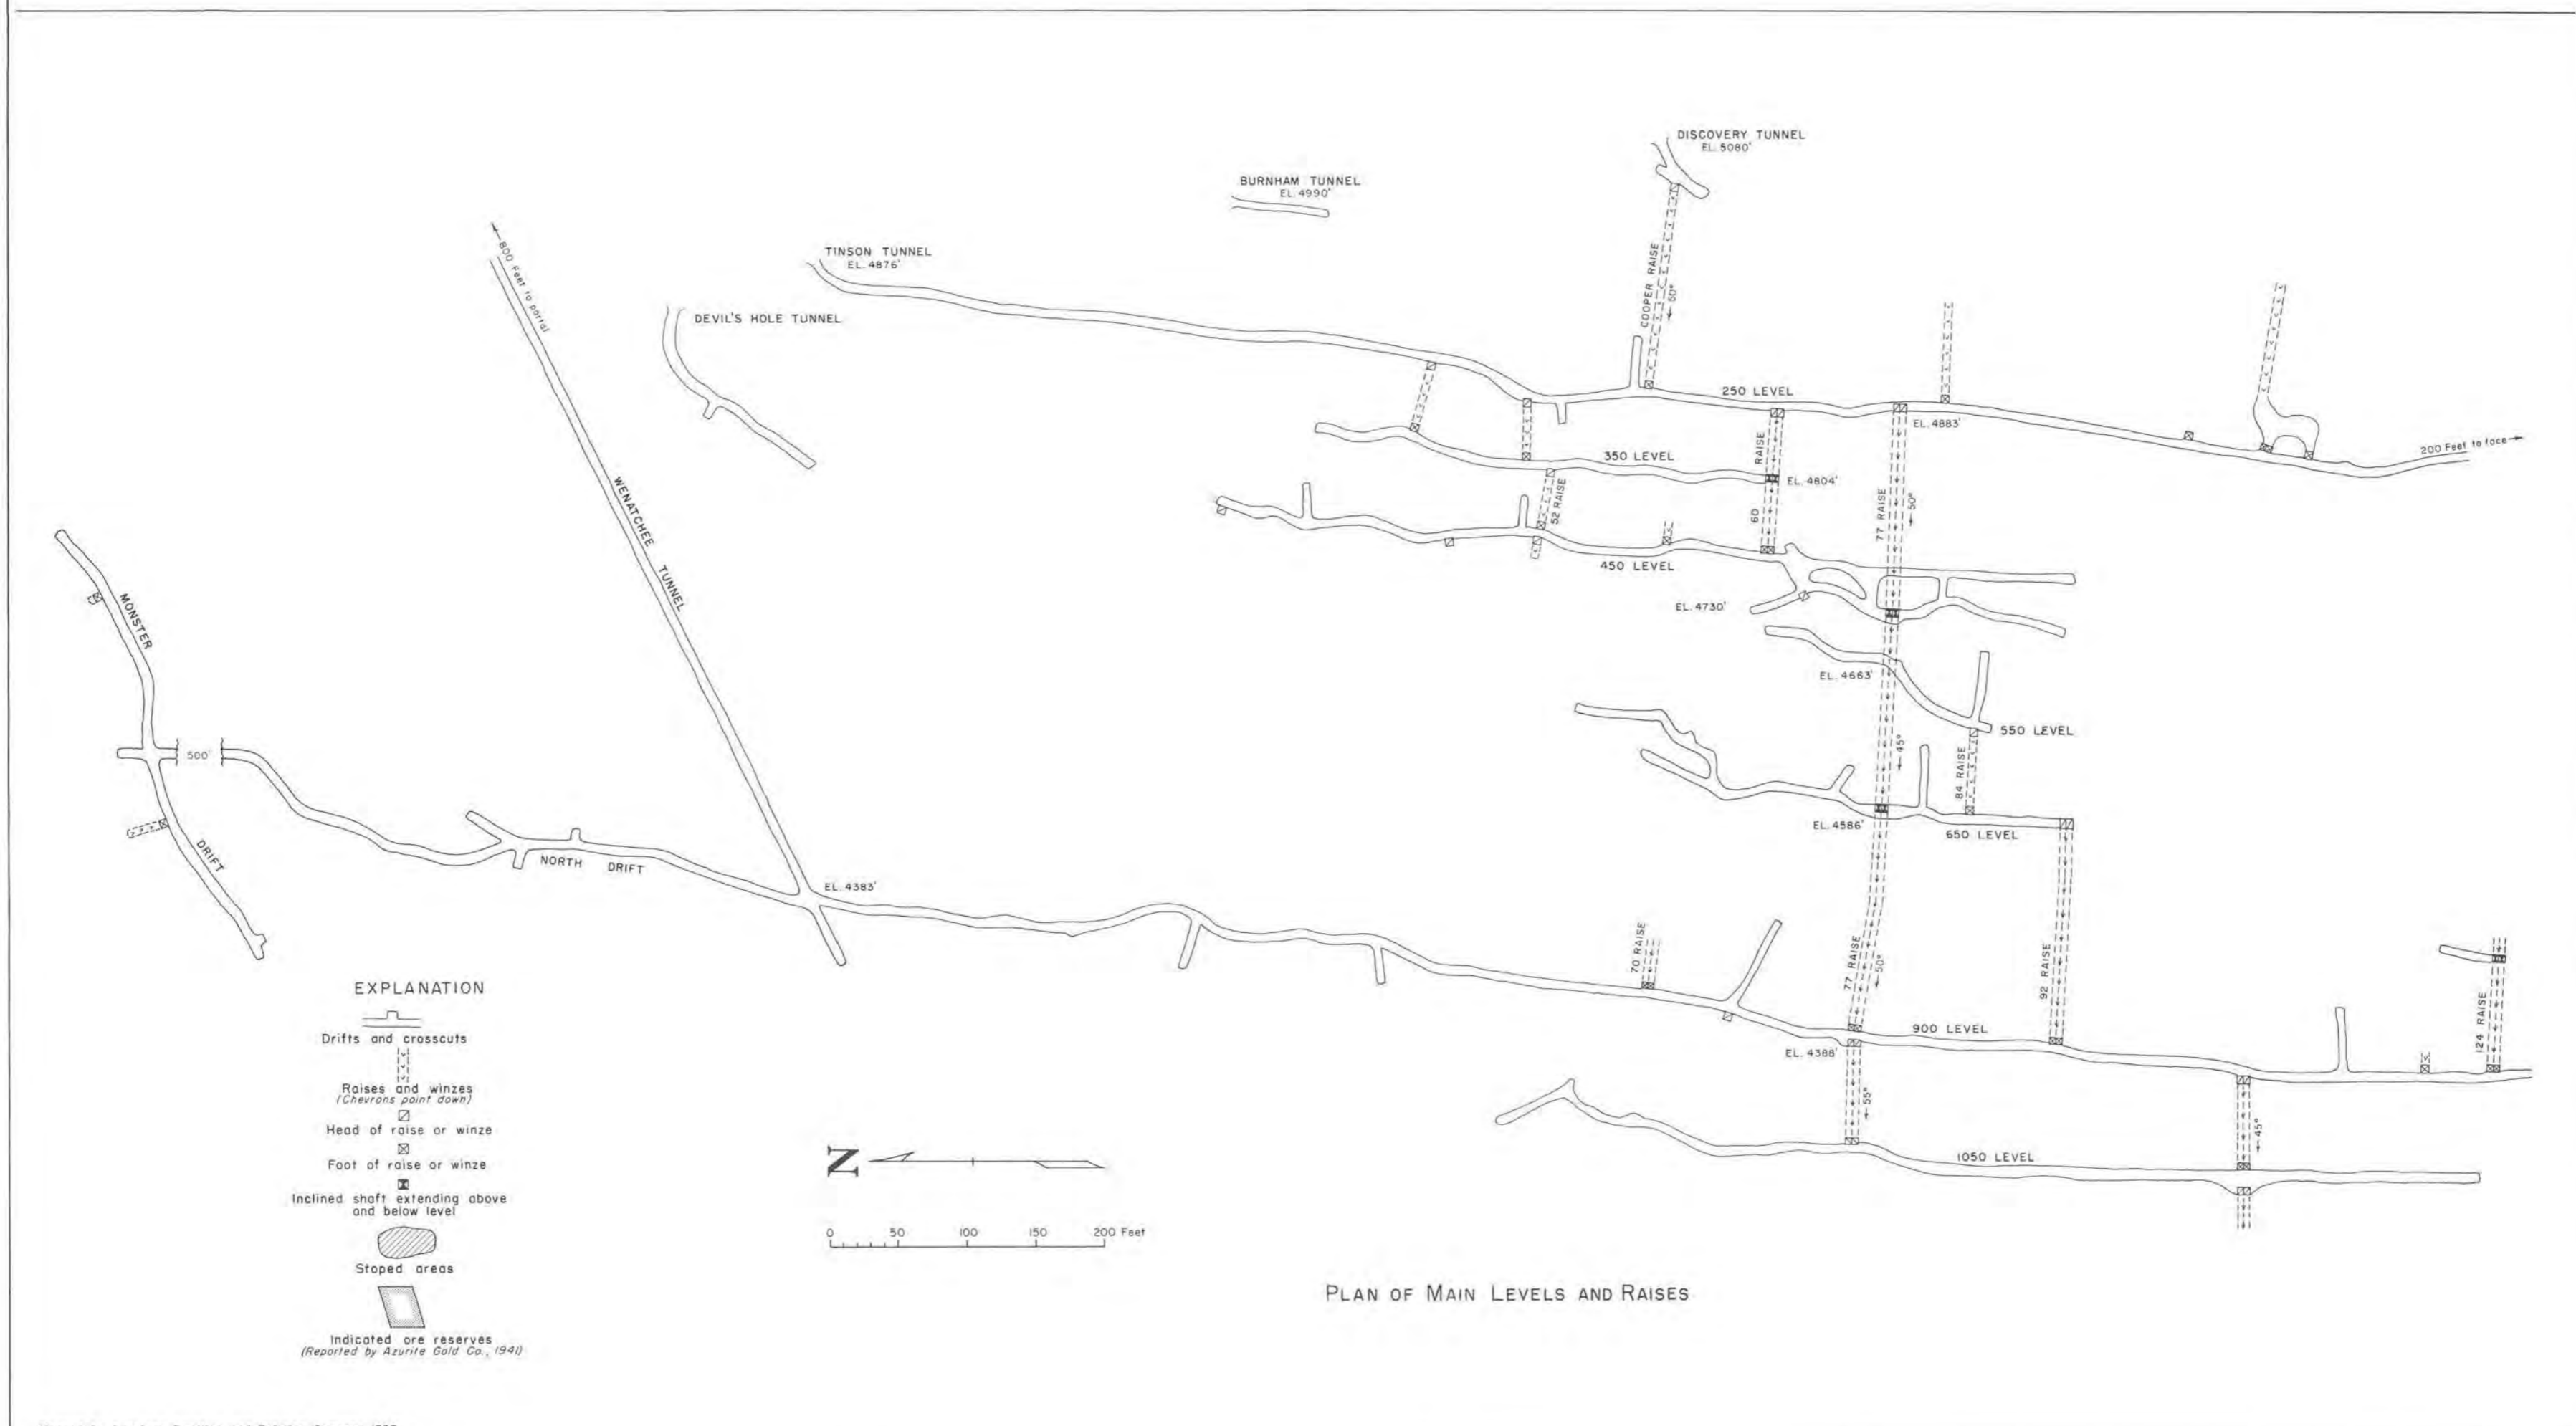 DISCOVERY TUNNEL
EL. 5080'
BURNHAM TUNNEL
EL. 4990'
TINSON TUNNEL
EL. 4876'
800 Feet to portal
DEVIL'S HOLE TUNNEL
COOPER RAISE
50°
250 LEVEL
EL. 4883'
200 Feet to face
350 LEVEL
RAISE
60
EL. 4804'
52 RAISE
77 RAISE
50°
450 LEVEL
EL. 4730'
WENATCHEE TUNNEL
MONSTER
DRIFT
EL. 4663'
550 LEVEL
45°
84 RAISE
500'
EL. 4586'
650 LEVEL
NORTH DRIFT
EL. 4383'
70 RAISE
77 RAISE
50°
92 RAISE
124 RAISE
900 LEVEL
EL. 4388'
55°
45°
1050 LEVEL
EXPLANATION
Drifts and crosscuts
Raises and winzes
(Chevrons point down)
Head of raise or winze
Foot of raise or winze
Inclined shaft extending above
and below level
Stoped areas
Indicated ore reserves
(Reported by Azurite Gold Co., 1941)
N
0 50 100 150 200 Feet
PLAN OF MAIN LEVELS AND RAISES